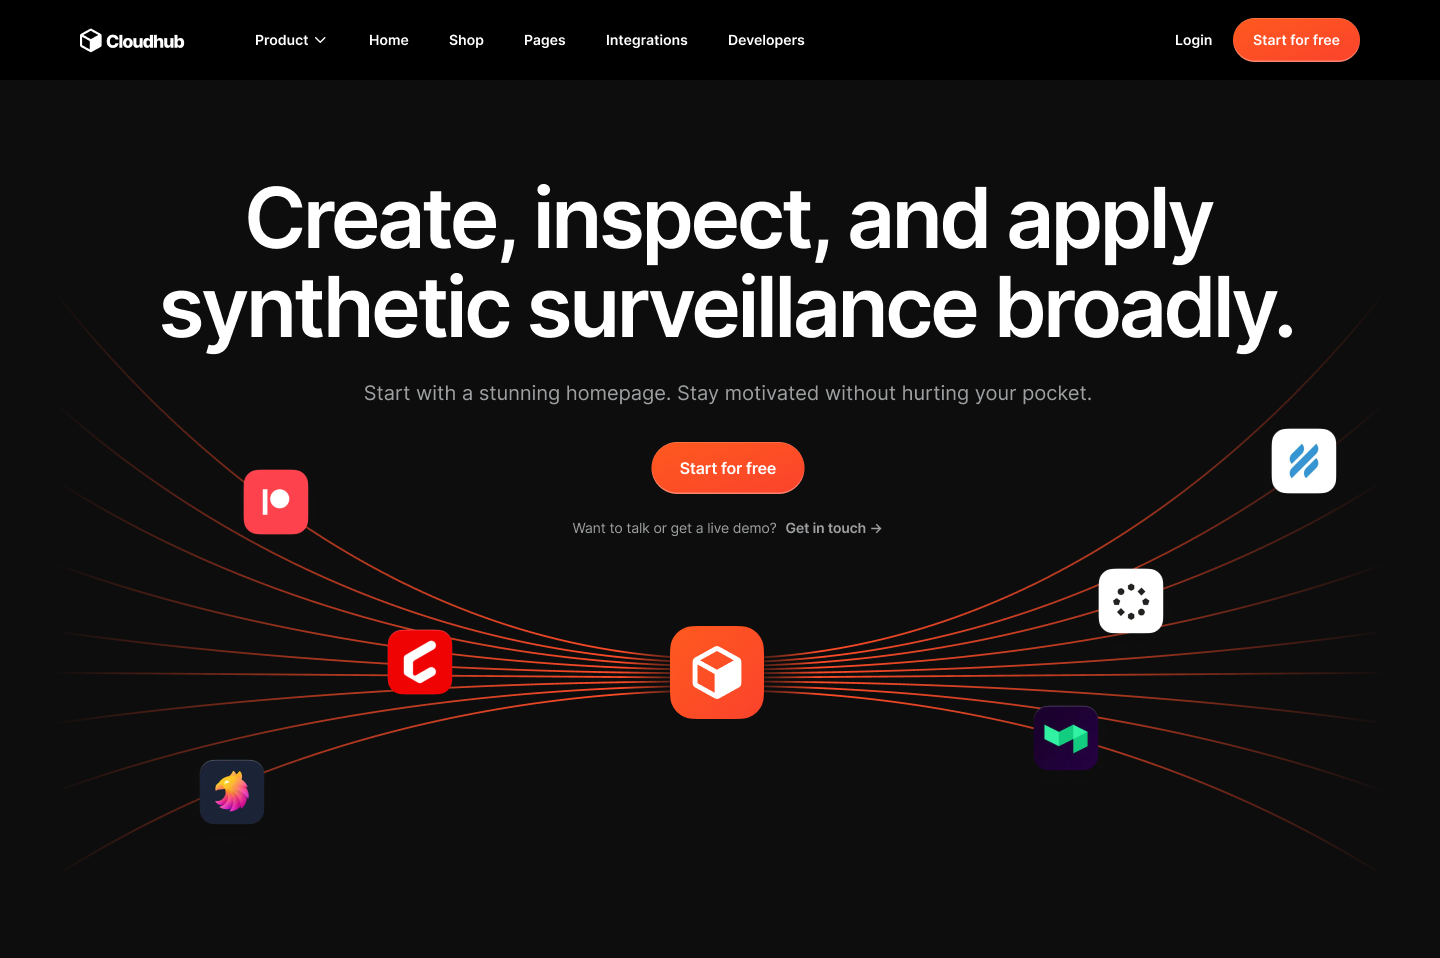 Cloudhub
Product
Home
Shop
Pages
Integrations
Developers
Login
Start for free
Create, inspect, and apply
synthetic surveillance broadly.
Start with a stunning homepage. Stay motivated without hurting your pocket.
Start for free
Want to talk or get a live demo? Get in touch →